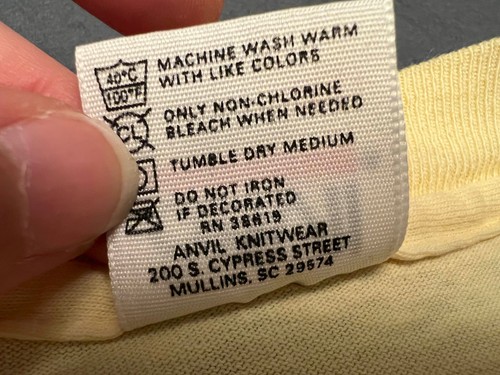 40°C
100°F
MACHINE WASH WARM
WITH LIKE COLORS
CL
ONLY NON-CHLORINE
BLEACH WHEN NEEDED
TUMBLE DRY MEDIUM
DO NOT IRON
IF DECORATED
RN 38619
ANVIL KNITWEAR
200 S. CYPRESS STREET
MULLINS, SC 29574